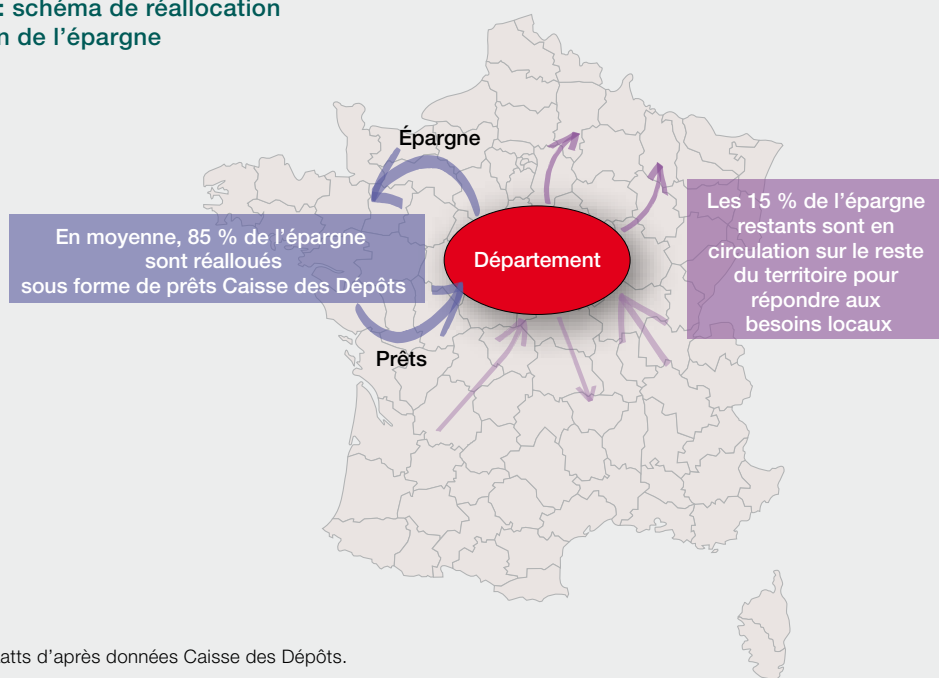 : schéma de réallocation
de l’épargne
Épargne
En moyenne, 85 % de l’épargne
sont réalloués
sous forme de prêts Caisse des Dépôts
Département
Les 15 % de l’épargne
restants sont en
circulation sur le reste
du territoire pour
répondre aux
besoins locaux
Prêts
atts d’après données Caisse des Dépôts.